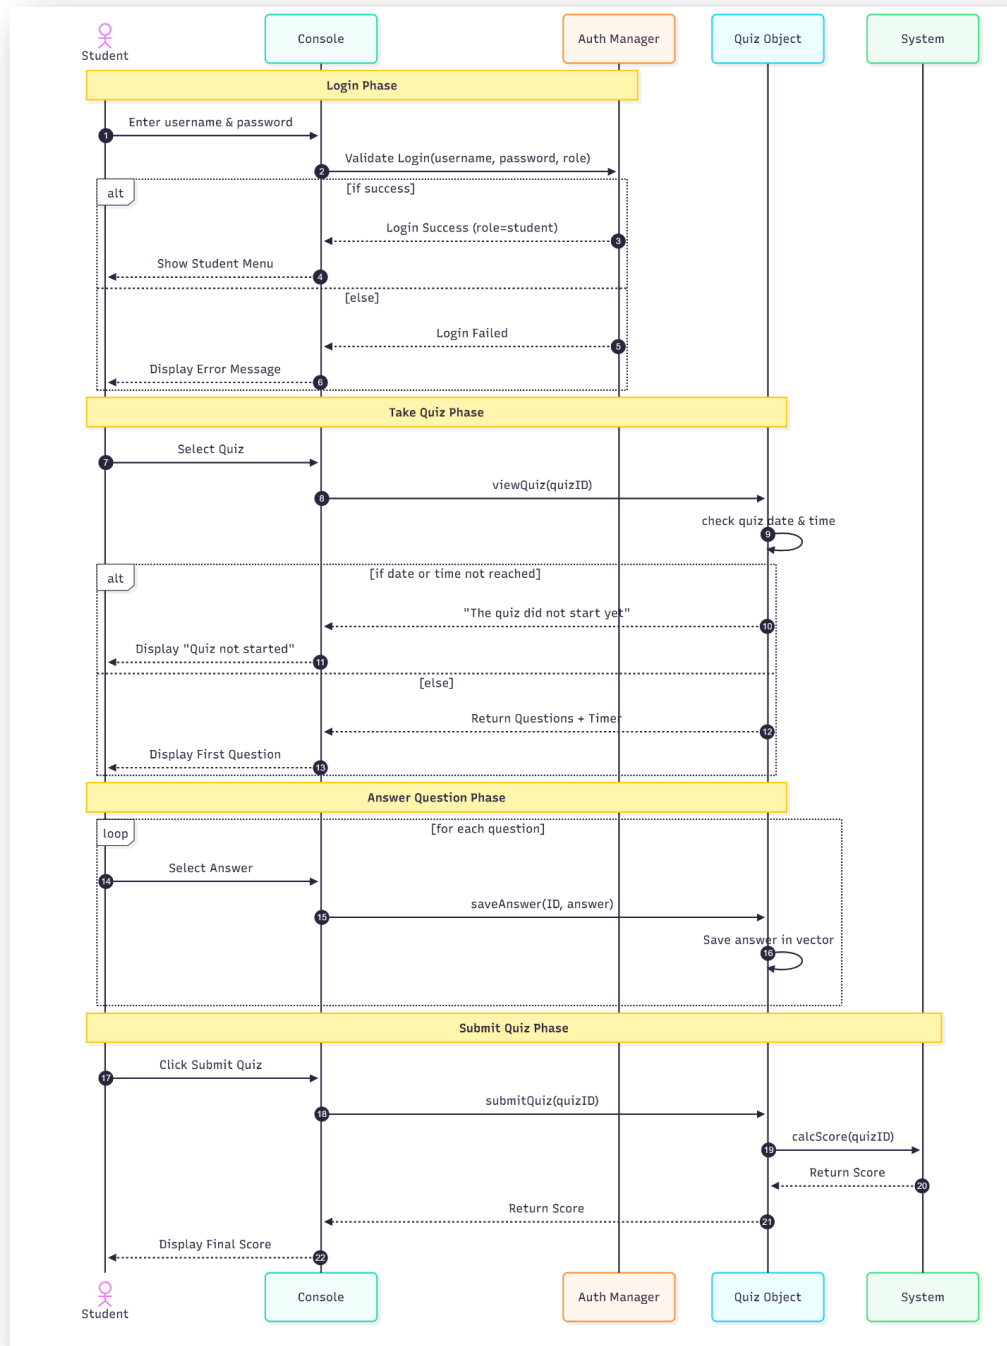 Student
Console
Auth Manager
Quiz Object
System
Login Phase
Enter username & password
1
Validate Login(username, password, role)
2
alt
[if success]
Login Success (role=student)
3
Show Student Menu
4
[else]
Login Failed
5
Display Error Message
6
Take Quiz Phase
Select Quiz
7
viewQuiz(quizID)
8
check quiz date & time
9
alt
[if date or time not reached]
"The quiz did not start yet"
10
Display "Quiz not started"
11
[else]
Return Questions + Timer
12
Display First Question
13
Answer Question Phase
loop
[for each question]
Select Answer
14
saveAnswer(ID, answer)
15
Save answer in vector
16
Submit Quiz Phase
Click Submit Quiz
17
submitQuiz(quizID)
18
calcScore(quizID)
19
Return Score
20
Return Score
21
Display Final Score
22
Student
Console
Auth Manager
Quiz Object
System